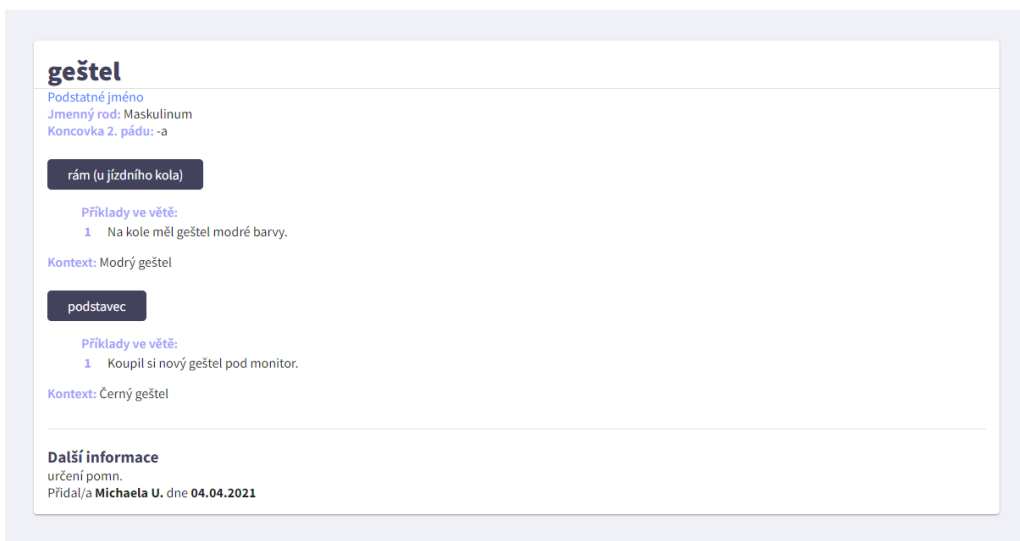 geštel
Podstatné jméno
Jmenný rod: Maskulinum
Koncovka 2. pádu: -a
rám (u jízdního kola)
Příklady ve větě:
1 Na kole měl geštel modré barvy.
Kontext: Modrý geštel
podstavec
Příklady ve větě:
1 Koupil si nový geštel pod monitor.
Kontext: Černý geštel
Další informace
určení pomn.
Přidal/a Michaela U. dne 04.04.2021